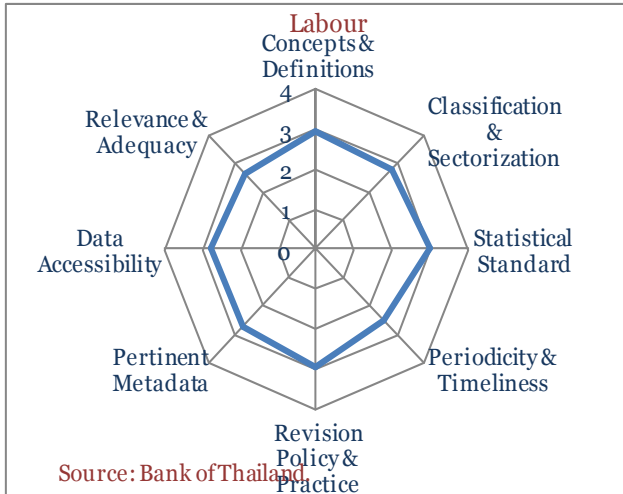 Labour
Concepts &
Definitions
Classification
&
Sectorization
Statistical
Standard
Periodicity &
Timeliness
Revision
Policy &
Practice
Pertinent
Metadata
Data
Accessibility
Relevance &
Adequacy
4
3
2
1
0
Source: Bank of Thailand.